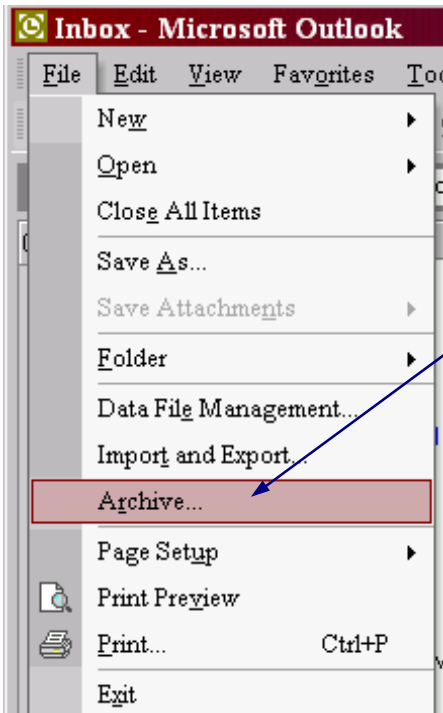 Inbox - Microsoft Outlook
File Edit View Favorites
New
Open
Close All Items
Save As...
Save Attachments
Folder
Data File Management...
Import and Export...
Archive...
Page Setup
Print Preview
Print... Ctrl+P
Exit